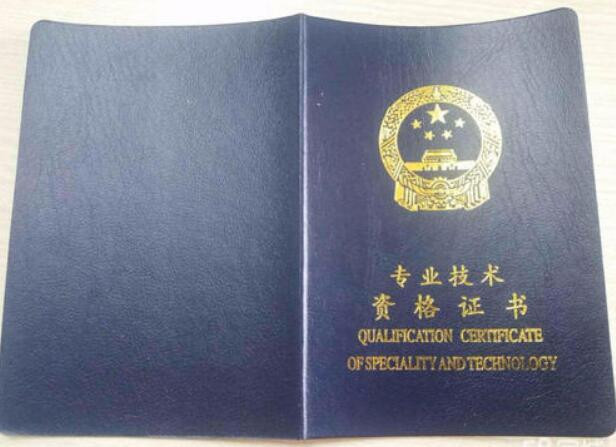 专业技术
资格证书
QUALIFICATION CERTIFICATE
OF SPECIALITY AND TECHNOLOGY